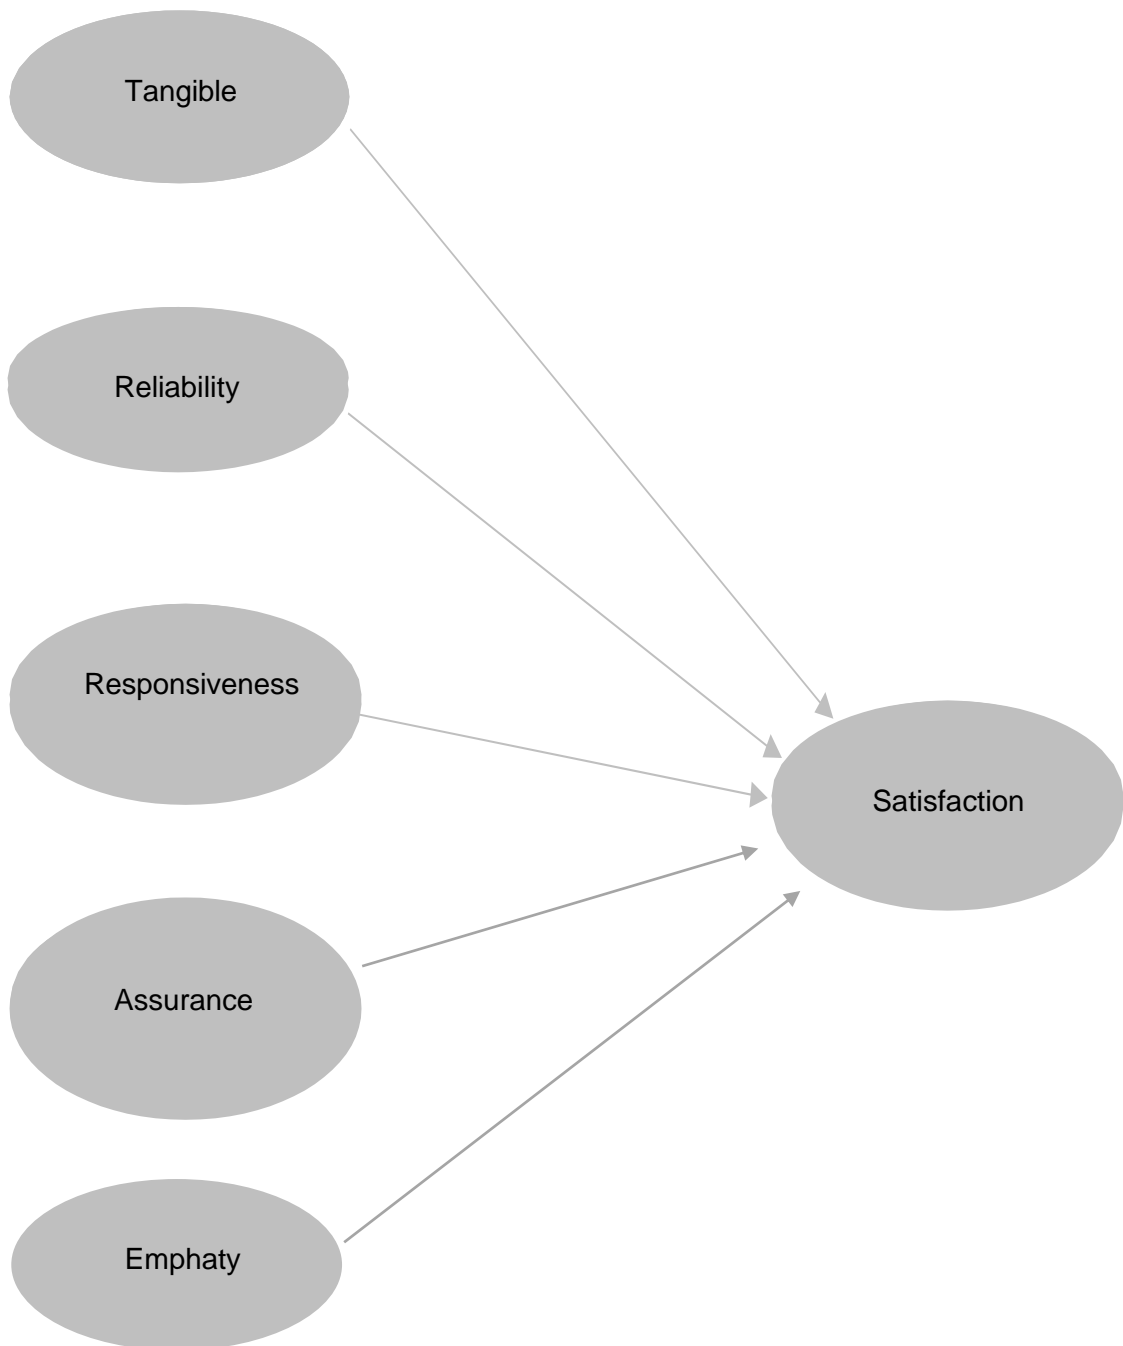 Tangible
Reliability
Responsiveness
Satisfaction
Assurance
Emphaty